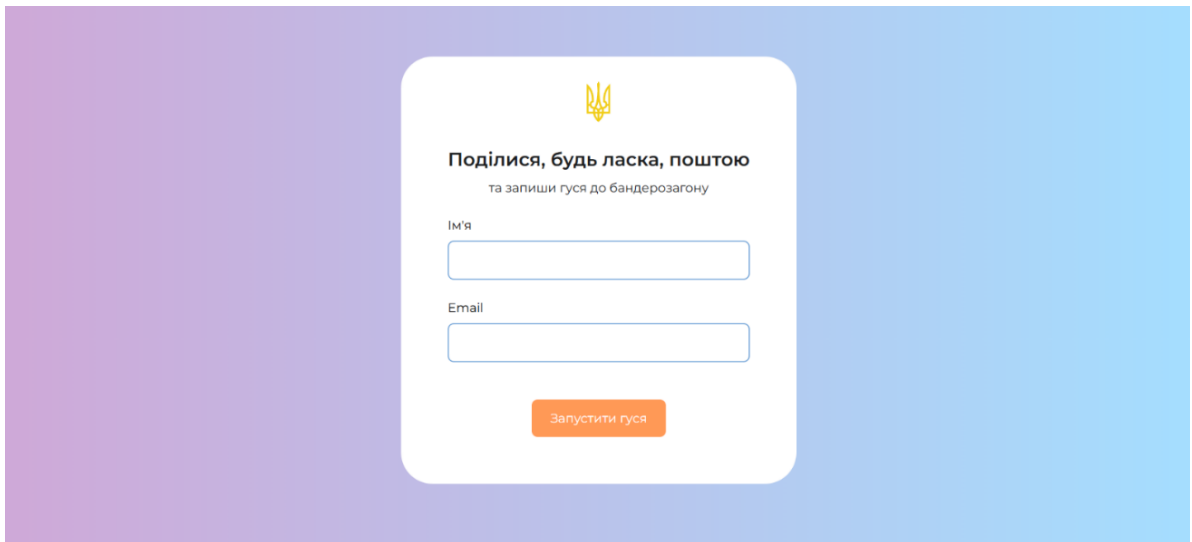 Поділися, будь ласка, поштою
та запиши гуся до бандерозагону
Ім'я
Email
Запустити гуся